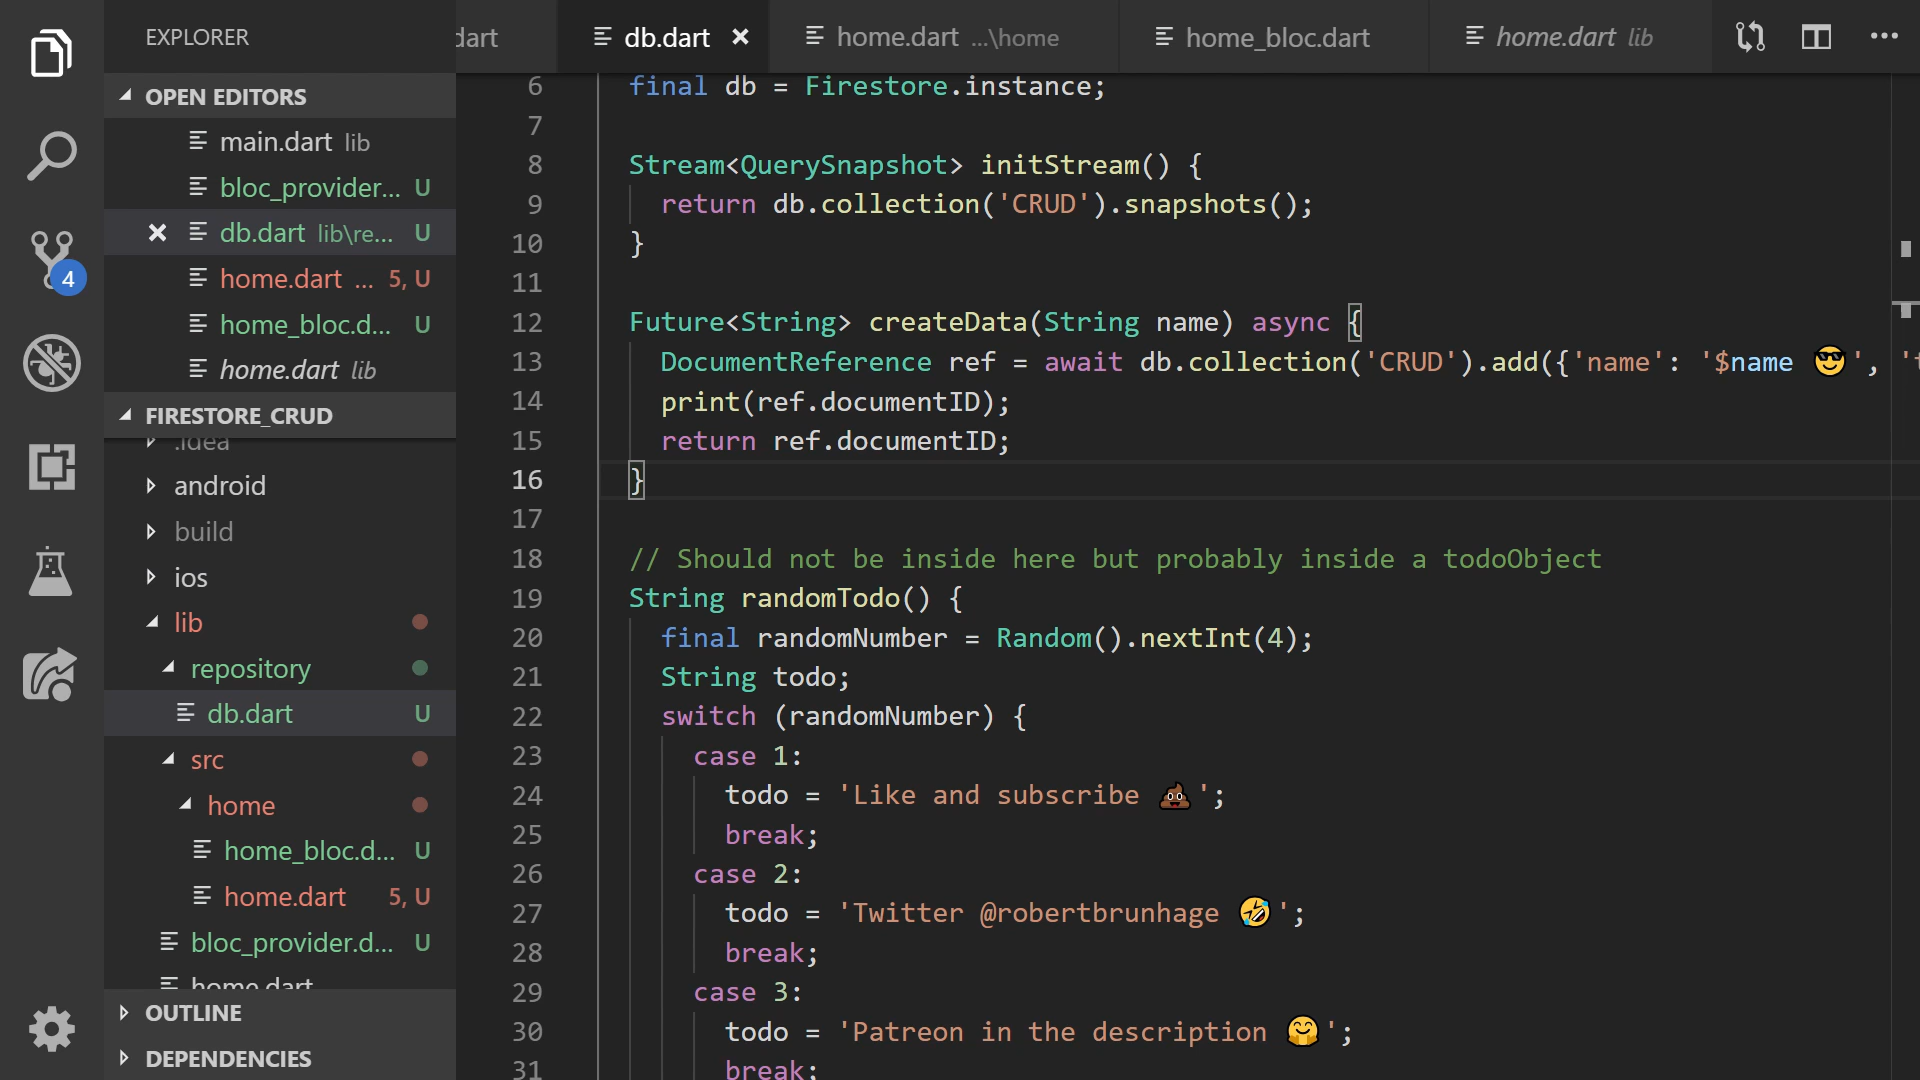 EXPLORER
OPEN EDITORS
main.dart lib
bloc_provider... U
db.dart lib\re... U
home.dart ... 5, U
home_bloc.d... U
home.dart lib
FIRESTORE_CRUD
.idea
android
build
ios
lib
repository
db.dart U
src
home
home_bloc.d... U
home.dart 5, U
bloc_provider.d... U
home.dart
OUTLINE
DEPENDENCIES
4
dart
db.dart
home.dart ...\home
home_bloc.dart
home.dart lib
6 final db = Firestore.instance;
7
8 Stream<QuerySnapshot> initStream() {
9 return db.collection('CRUD').snapshots();
10 }
11
12 Future<String> createData(String name) async {
13 DocumentReference ref = await db.collection('CRUD').add({'name': '$name 😎', 't
14 print(ref.documentID);
15 return ref.documentID;
16 }
17
18 // Should not be inside here but probably inside a todoObject
19 String randomTodo() {
20 final randomNumber = Random().nextInt(4);
21 String todo;
22 switch (randomNumber) {
23 case 1:
24 todo = 'Like and subscribe 💩';
25 break;
26 case 2:
27 todo = 'Twitter @robertbrunhage 🤣';
28 break;
29 case 3:
30 todo = 'Patreon in the description 🤗';
31 break;